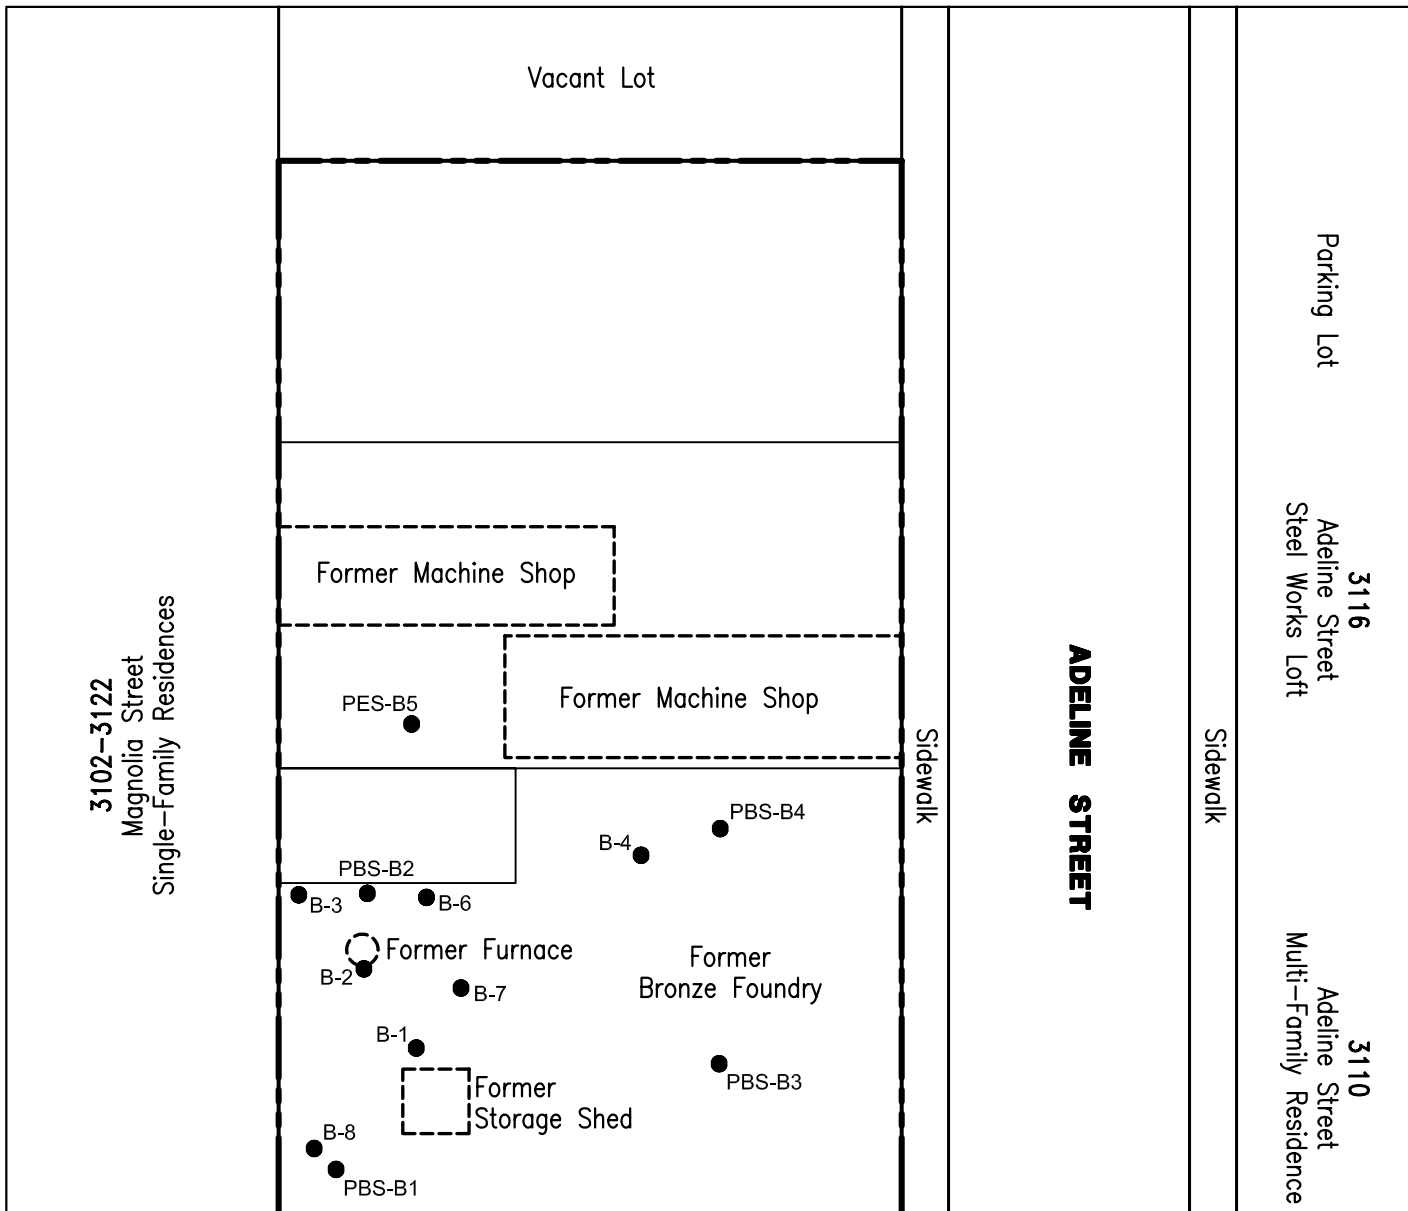 Vacant Lot
Parking Lot
3116
Adeline Street
Steel Works Loft
Former Machine Shop
Former Machine Shop
PES-B5
ADELINE STREET
Sidewalk
Sidewalk
3102-3122
Magnolia Street
Single-Family Residences
PBS-B4
B-4
PBS-B2
B-3
B-6
Former Furnace
B-2
B-7
Former
Bronze Foundry
3110
Adeline Street
Multi-Family Residence
B-1
PBS-B3
Former
Storage Shed
B-8
PBS-B1